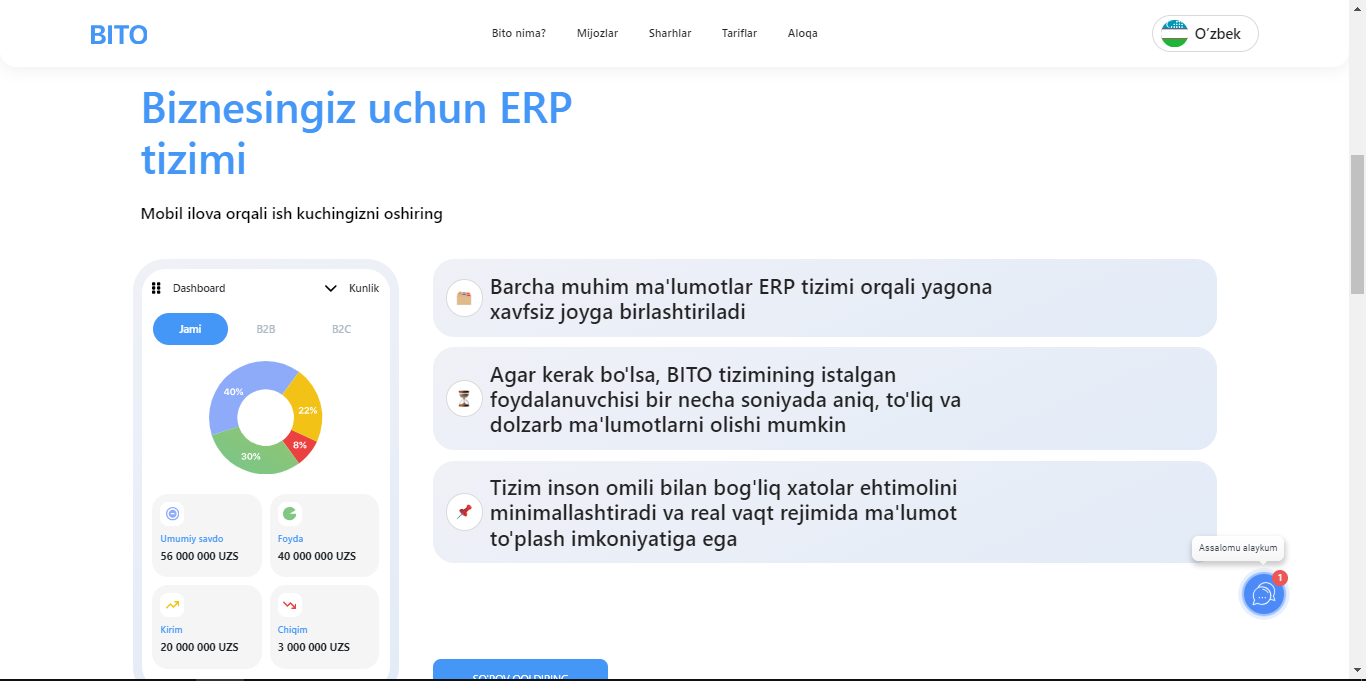 BITO
Bito nima?
Mijozlar
Sharhlar
Tariflar
Aloqa
O’zbek
Biznesingiz uchun ERP
tizimi
Mobil ilova orqali ish kuchingizni oshiring
Dashboard
Kunlik
Jami
B2B
B2C
40%
22%
8%
30%
Umumiy savdo
56 000 000 UZS
Foyda
40 000 000 UZS
Kirim
20 000 000 UZS
Chiqim
3 000 000 UZS
Barcha muhim ma'lumotlar ERP tizimi orqali yagona
xavfsiz joyga birlashtiriladi
Agar kerak bo'lsa, BITO tizimining istalgan
foydalanuvchisi bir necha soniyada aniq, to'liq va
dolzarb ma'lumotlarni olishi mumkin
Tizim inson omili bilan bog'liq xatolar ehtimolini
minimallashtiradi va real vaqt rejimida ma'lumot
to'plash imkoniyatiga ega
Assalomu alaykum
1
SO'ROV QOLDIRING